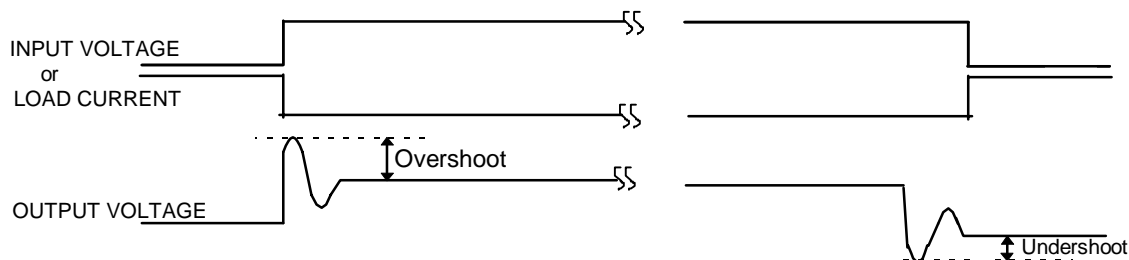 INPUT VOLTAGE
or
LOAD CURRENT
Overshoot
OUTPUT VOLTAGE
Undershoot